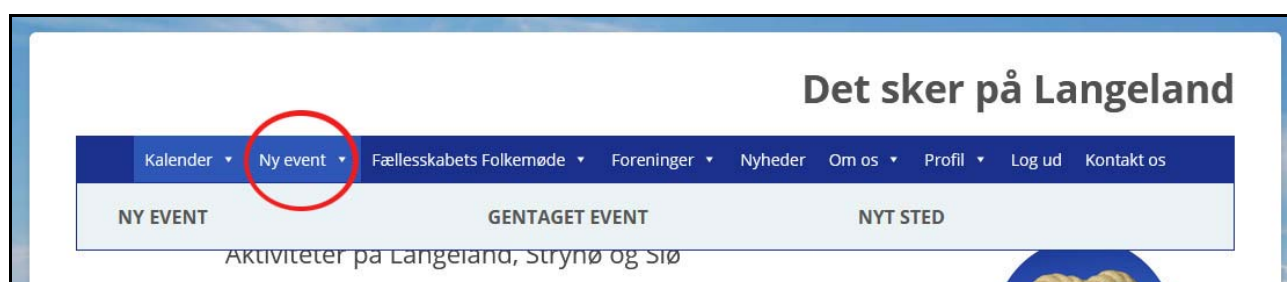 Det sker på Langeland
Kalender ▾ Ny event ▾ Fællesskabets Folkemøde ▾ Foreninger ▾ Nyheder Om os ▾ Profil ▾ Log ud Kontakt os
NY EVENT GENTAGET EVENT NYT STED
Aktiviteter på Langeland, Strynø og Siø